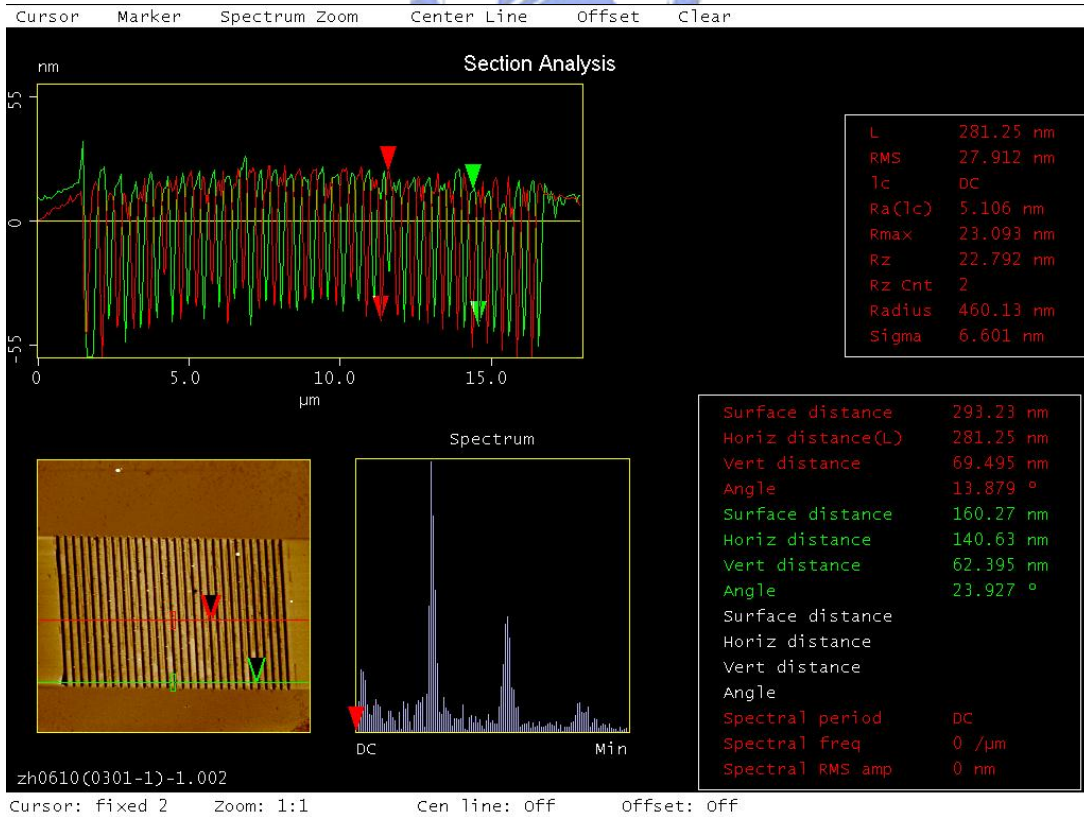 Cursor Marker Spectrum Zoom Center Line Offset Clear
Section Analysis
nm
55
0
-55
0 5.0 10.0 15.0
µm
L 281.25 nm
RMS 27.912 nm
lc DC
Ra(lc) 5.106 nm
Rmax 23.093 nm
Rz 22.792 nm
Rz Cnt 2
Radius 460.13 nm
Sigma 6.601 nm
Surface distance 293.23 nm
Horiz distance(L) 281.25 nm
Vert distance 69.495 nm
Angle 13.879 °
Surface distance 160.27 nm
Horiz distance 140.63 nm
Vert distance 62.395 nm
Angle 23.927 °
Surface distance
Horiz distance
Vert distance
Angle
Spectral period DC
Spectral freq 0 /µm
Spectral RMS amp 0 nm
Spectrum
DC Min
zh0610(0301-1)-1.002
Cursor: fixed 2 Zoom: 1:1 Cen line: Off Offset: Off